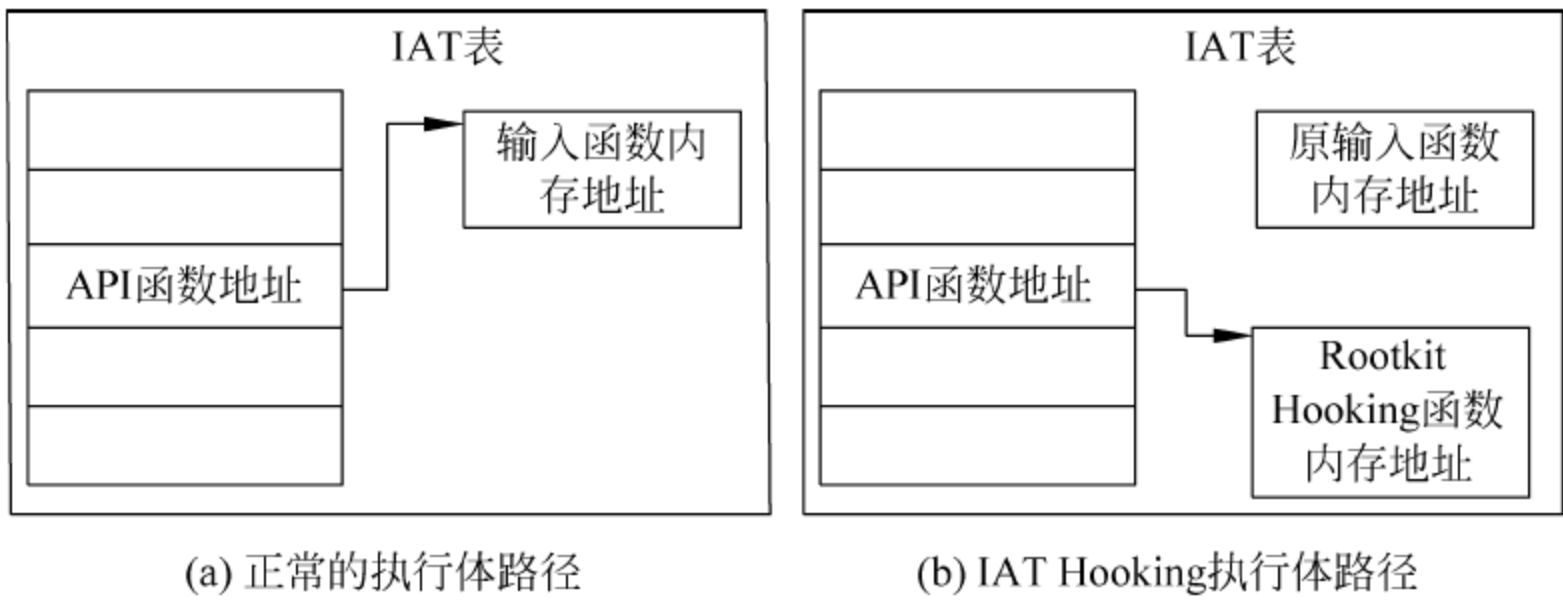 IAT表
输入函数内
存地址
API函数地址
(a) 正常的执行体路径
IAT表
原输入函数
内存地址
API函数地址
Rootkit
Hooking函数
内存地址
(b) IAT Hooking执行体路径